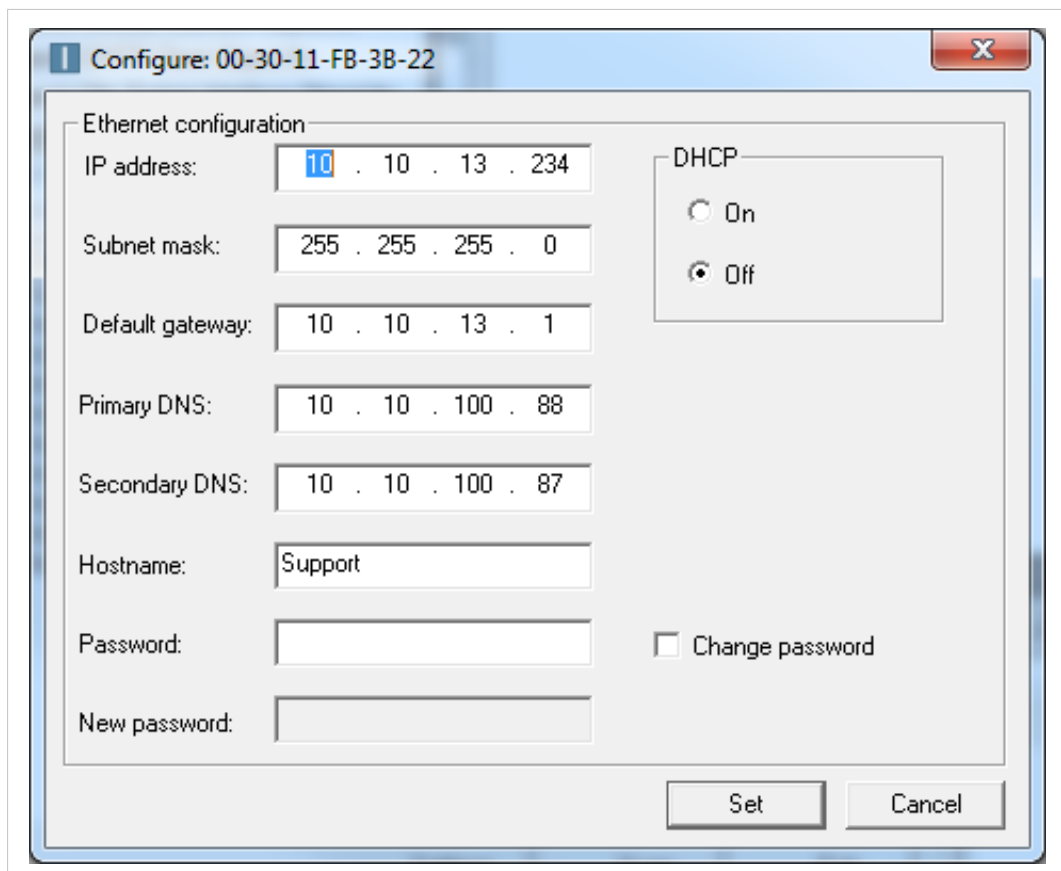 Configure: 00-30-11-FB-3B-22
Ethernet configuration
IP address: 10 . 10 . 13 . 234
DHCP
On
Subnet mask: 255 . 255 . 255 . 0
Off
Default gateway: 10 . 10 . 13 . 1
Primary DNS: 10 . 10 . 100 . 88
Secondary DNS: 10 . 10 . 100 . 87
Hostname: Support
Password:
Change password
New password:
Set
Cancel